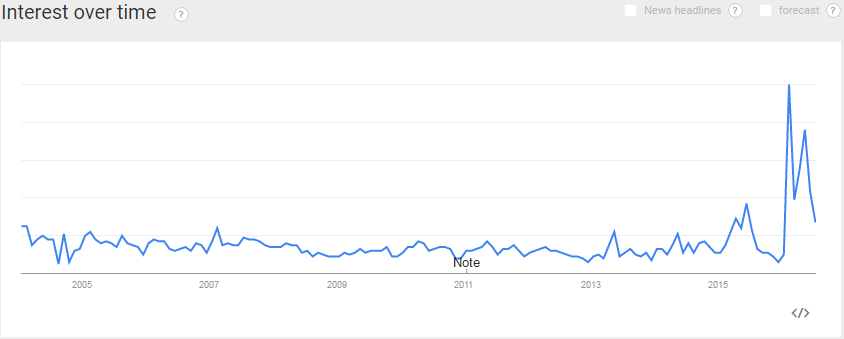 Interest over time ?
News headlines ? forecast ?
Note
2005 2007 2009 2011 2013 2015
</>